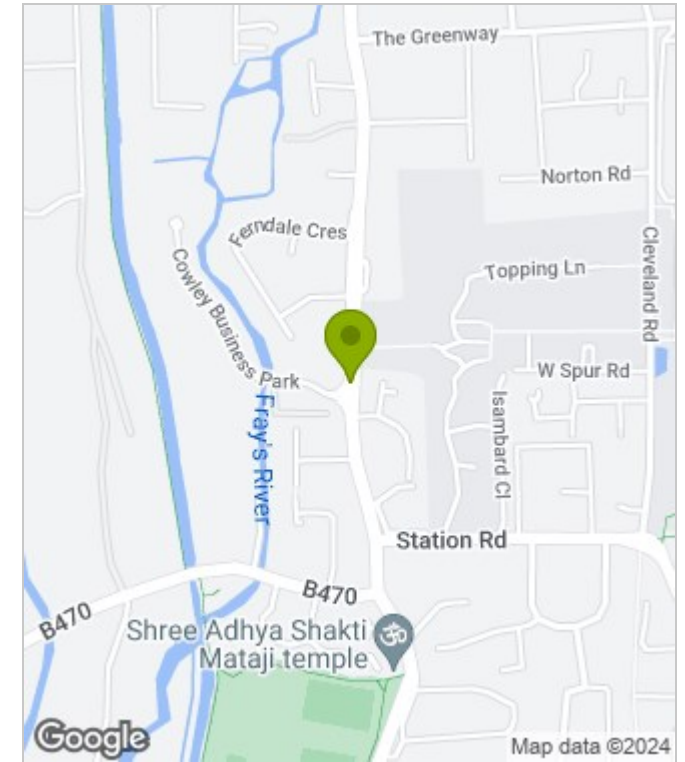 The Greenway
Norton Rd
Ferndale Cres
Cleveland Rd
Topping Ln
Cowley Business Park
W Spur Rd
Isambard Cl
Fray's River
Station Rd
B470
B470
Shree Adhya Shakti
Mataji temple
ॐ
Google
Map data ©2024